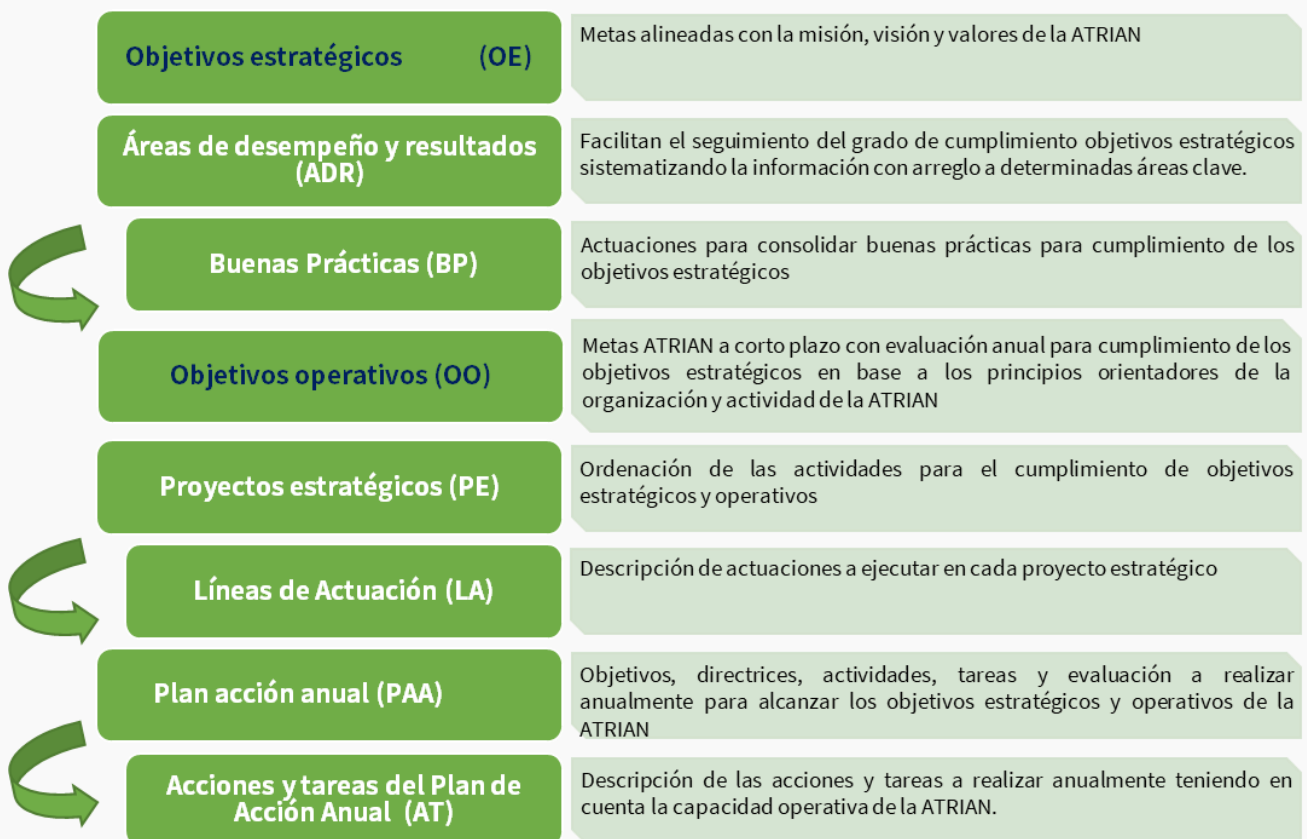 Objetivos estratégicos (OE)
Metas alineadas con la misión, visión y valores de la ATRIAN
Áreas de desempeño y resultados
(ADR)
Facilitan el seguimiento del grado de cumplimiento objetivos estratégicos
sistematizando la información con arreglo a determinadas áreas clave.
Buenas Prácticas (BP)
Actuaciones para consolidar buenas prácticas para cumplimiento de los
objetivos estratégicos
Objetivos operativos (OO)
Metas ATRIAN a corto plazo con evaluación anual para cumplimiento de los
objetivos estratégicos en base a los principios orientadores de la
organización y actividad de la ATRIAN
Proyectos estratégicos (PE)
Ordenación de las actividades para el cumplimiento de objetivos
estratégicos y operativos
Líneas de Actuación (LA)
Descripción de actuaciones a ejecutar en cada proyecto estratégico
Plan acción anual (PAA)
Objetivos, directrices, actividades, tareas y evaluación a realizar
anualmente para alcanzar los objetivos estratégicos y operativos de la
ATRIAN
Acciones y tareas del Plan de
Acción Anual (AT)
Descripción de las acciones y tareas a realizar anualmente teniendo en
cuenta la capacidad operativa de la ATRIAN.